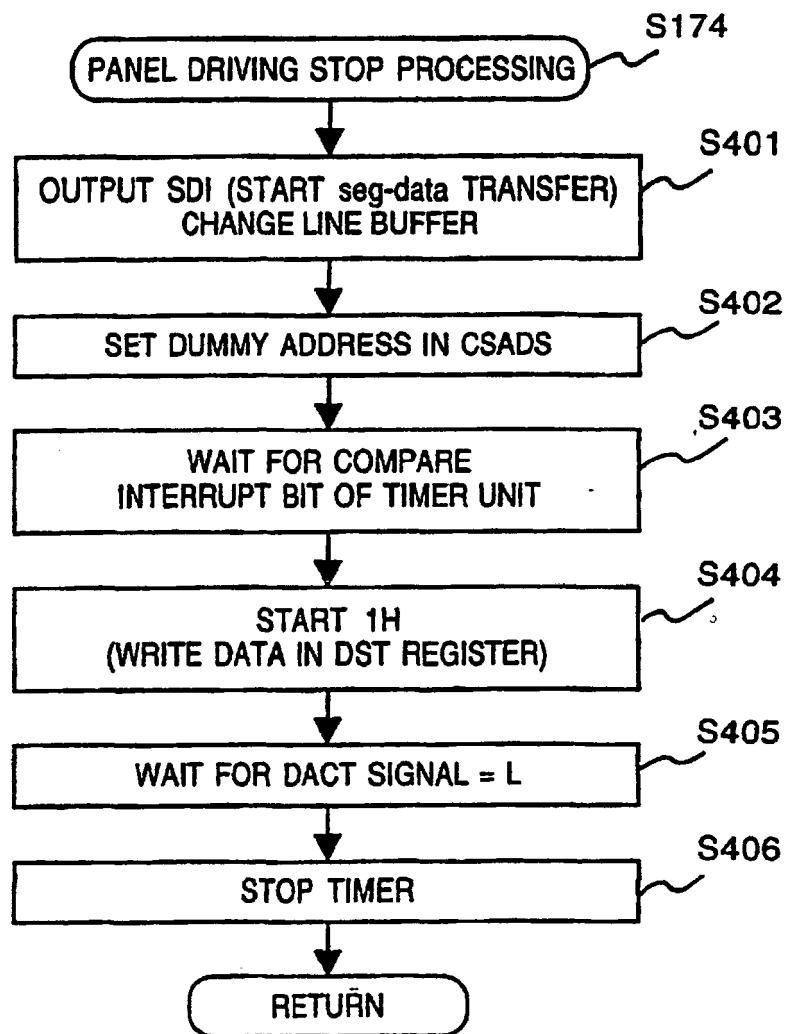 S174
PANEL DRIVING STOP PROCESSING
S401
OUTPUT SDI (START seg-data TRANSFER)
CHANGE LINE BUFFER
S402
SET DUMMY ADDRESS IN CSADS
S403
WAIT FOR COMPARE
INTERRUPT BIT OF TIMER UNIT
S404
START 1H
(WRITE DATA IN DST REGISTER)
S405
WAIT FOR DACT SIGNAL = L
S406
STOP TIMER
RETURN